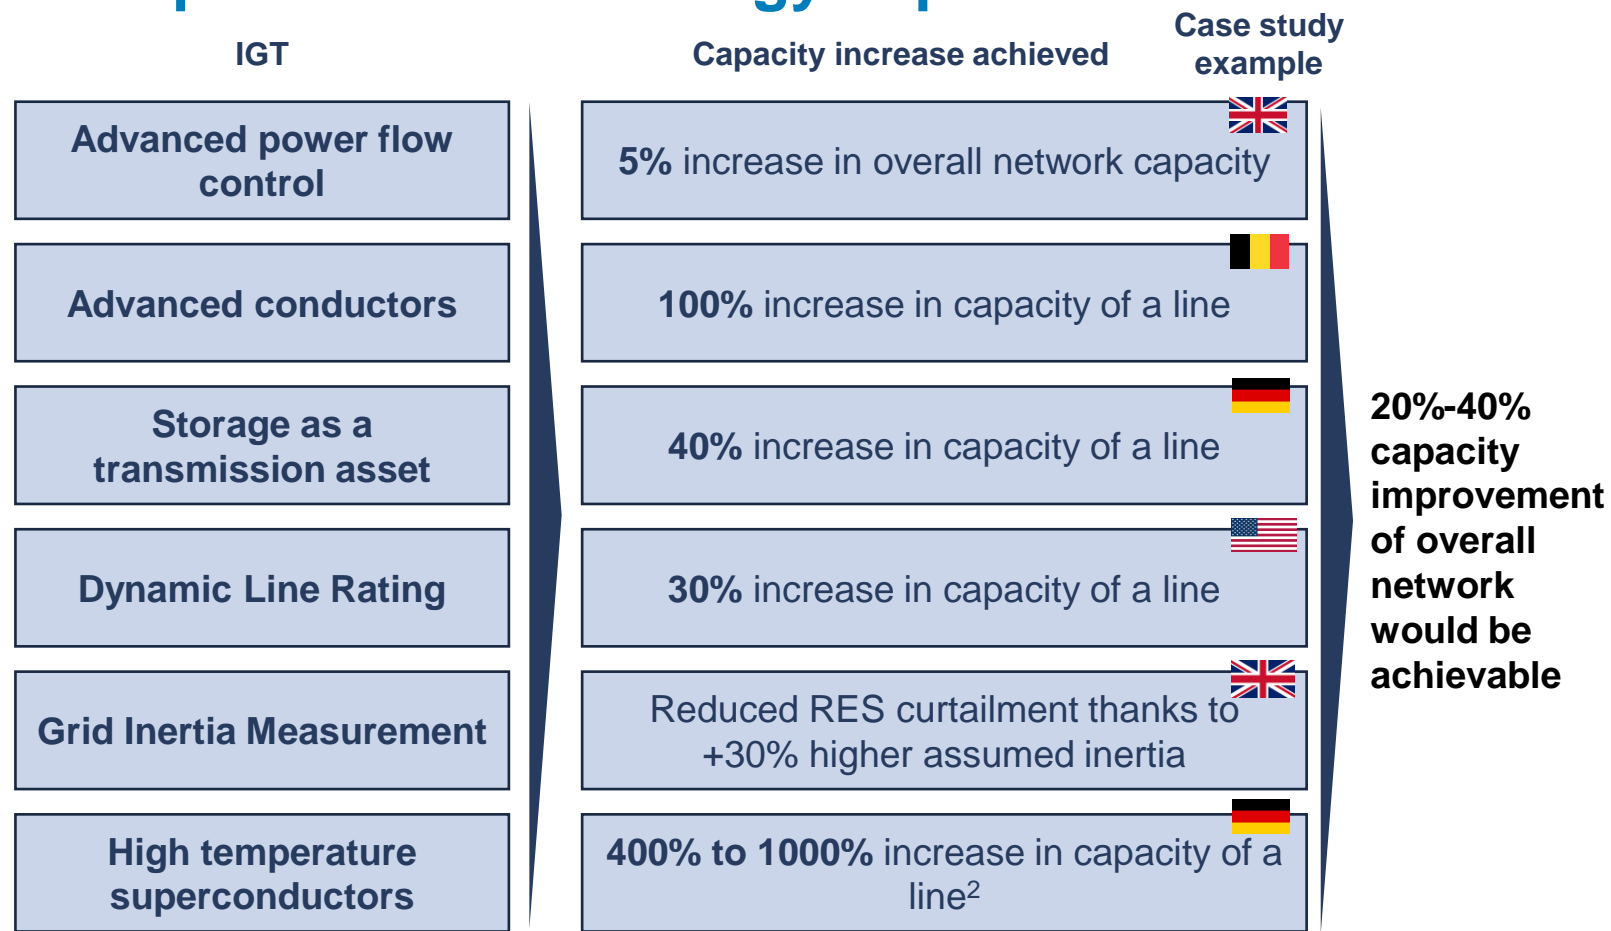 IGT
Capacity increase achieved
Case study
example
Advanced power flow
control
5% increase in overall network capacity
Advanced conductors
100% increase in capacity of a line
Storage as a
transmission asset
40% increase in capacity of a line
Dynamic Line Rating
30% increase in capacity of a line
Grid Inertia Measurement
Reduced RES curtailment thanks to
+30% higher assumed inertia
High temperature
superconductors
400% to 1000% increase in capacity of a
line²
20%-40%
capacity
improvement
of overall
network
would be
achievable